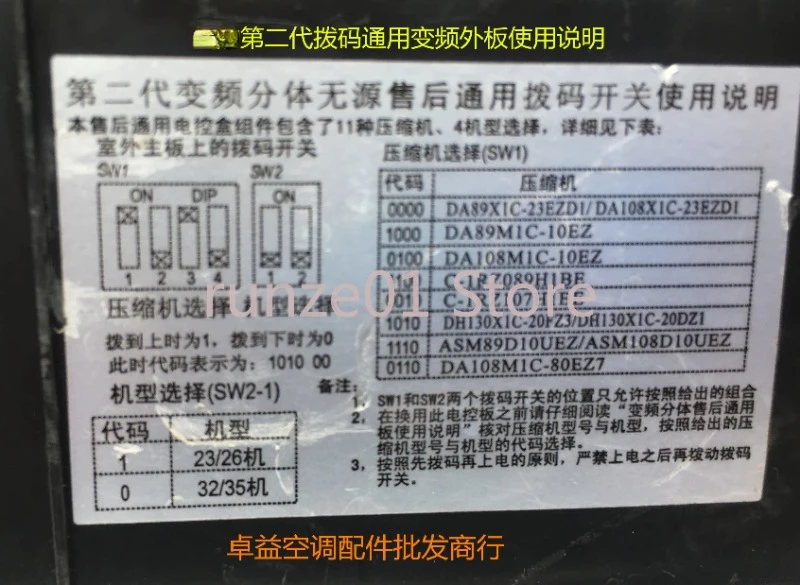 第二代拨码通用变频外板使用说明
第二代变频分体无源售后通用拨码开关使用说明
本售后通用电控盒组件包含了11种压缩机、4机型选择，详细见下表:
室外主板上的拨码开关
SW1 SW2
ON DIP ON
1 2 3 4 1 2
压缩机选择 机型选择
拨到上时为1，拨到下时为0
此时代码表示为：1010 00
机型选择(SW2-1)
代码 机型
1 23/26机
0 32/35机
压缩机选择(SW1)
代码 压缩机
0000 DA89X1C-23EZD1/DA108X1C-23EZD1
1000 DA89M1C-10EZ
0100 DA108M1C-10EZ
C-1RZ089H1BF
1010 DH130X1C-20FZ3/DH130X1C-20DZ1
1110 ASM89D10UEZ/ASM108D10UEZ
0110 DA108M1C-80EZ7
备注：
1、SW1和SW2两个拨码开关的位置只允许按照给出的组合
2、在换用此电控板之前请仔细阅读“变频分体售后通用
板使用说明”核对压缩机型号与机型，按照给出的压
缩机型号与机型的代码选择。
3，按照先拨码再上电的原则，严禁上电之后再拨动拨码
开关。
runze01 Store
卓益空调配件批发商行